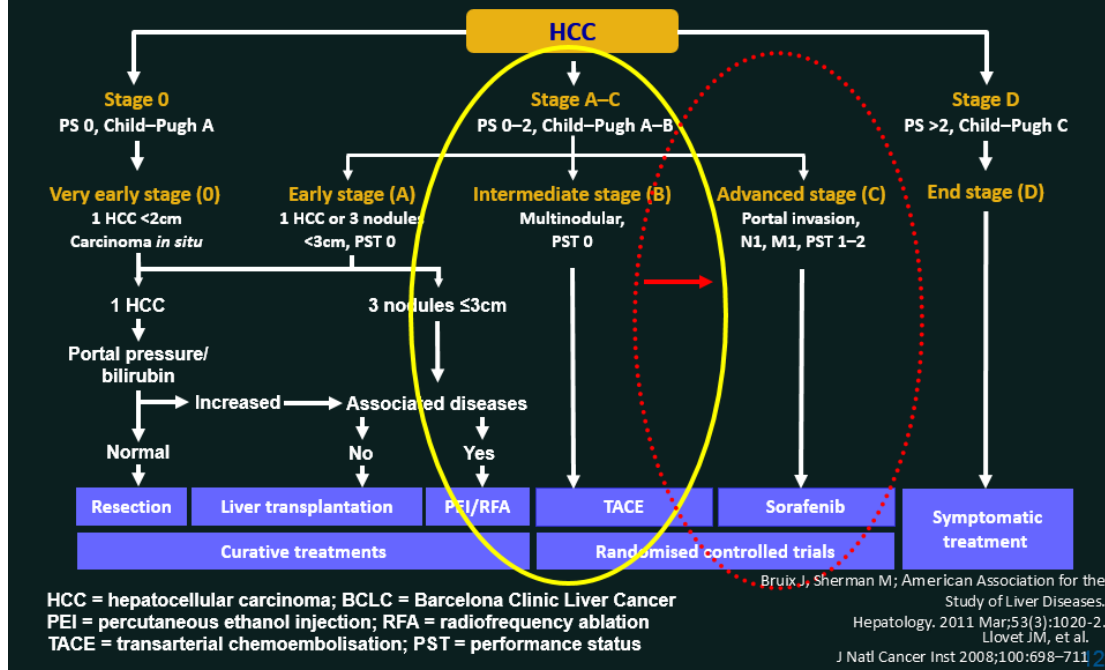 HCC
Stage 0
PS 0, Child–Pugh A
Stage A–C
PS 0–2, Child–Pugh A–B
Stage D
PS >2, Child–Pugh C
Very early stage (0)
1 HCC <2cm
Carcinoma in situ
Early stage (A)
1 HCC or 3 nodules
<3cm, PST 0
Intermediate stage (B)
Multinodular,
PST 0
Advanced stage (C)
Portal invasion,
N1, M1, PST 1–2
End stage (D)
1 HCC
3 nodules ≤3cm
Portal pressure/
bilirubin
Increased
Associated diseases
Normal
No
Yes
Resection
Liver transplantation
PEI/RFA
TACE
Sorafenib
Symptomatic
treatment
Curative treatments
Randomised controlled trials
HCC = hepatocellular carcinoma; BCLC = Barcelona Clinic Liver Cancer
PEI = percutaneous ethanol injection; RFA = radiofrequency ablation
TACE = transarterial chemoembolisation; PST = performance status
Bruix J, Sherman M; American Association for the
Study of Liver Diseases.
Hepatology. 2011 Mar;53(3):1020-2.
Llovet JM, et al.
J Natl Cancer Inst 2008;100:698–711
12